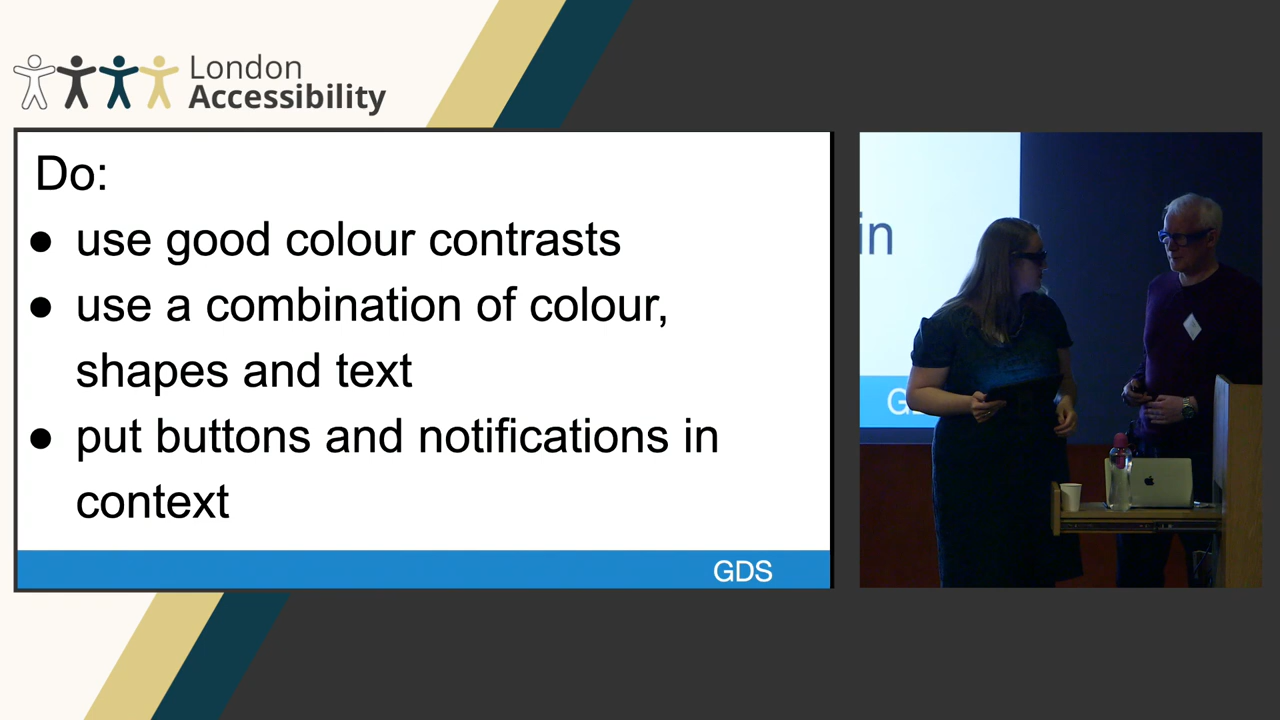 London
Accessibility
Do:
● use good colour contrasts
● use a combination of colour,
shapes and text
● put buttons and notifications in
context
GDS
in
G